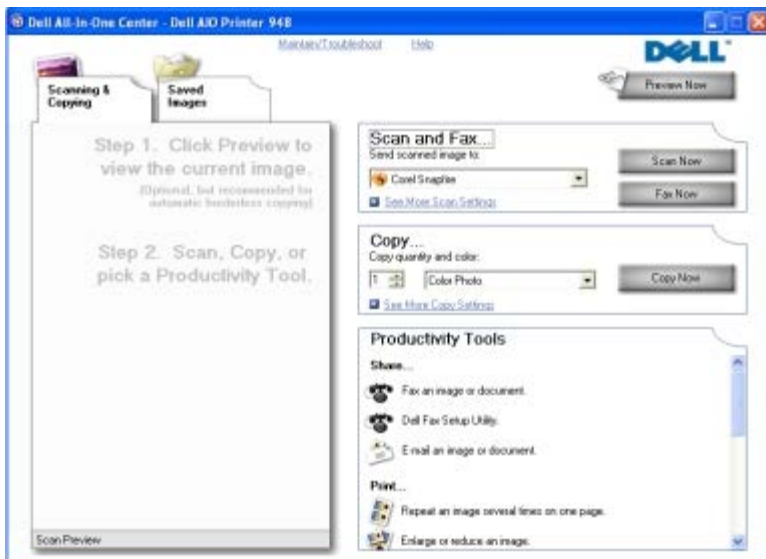 Dell All-In-One Center - Dell AIO Printer 948
Maintain/Troubleshoot Help
DELL
Preview Now
Scanning & Copying
Saved Images
Step 1. Click Preview to
view the current image.
(Optional, but recommended for
automatic borderless copying)
Step 2. Scan, Copy, or
pick a Productivity Tool.
Scan Preview
Scan and Fax...
Send scanned image to:
Corel Snapfire
See More Scan Settings
Scan Now
Fax Now
Copy...
Copy quantity and color:
1 Color Photo
See More Copy Settings
Copy Now
Productivity Tools
Share...
Fax an image or document.
Dell Fax Setup Utility.
E-mail an image or document.
Print...
Repeat an image several times on one page.
Enlarge or reduce an image.